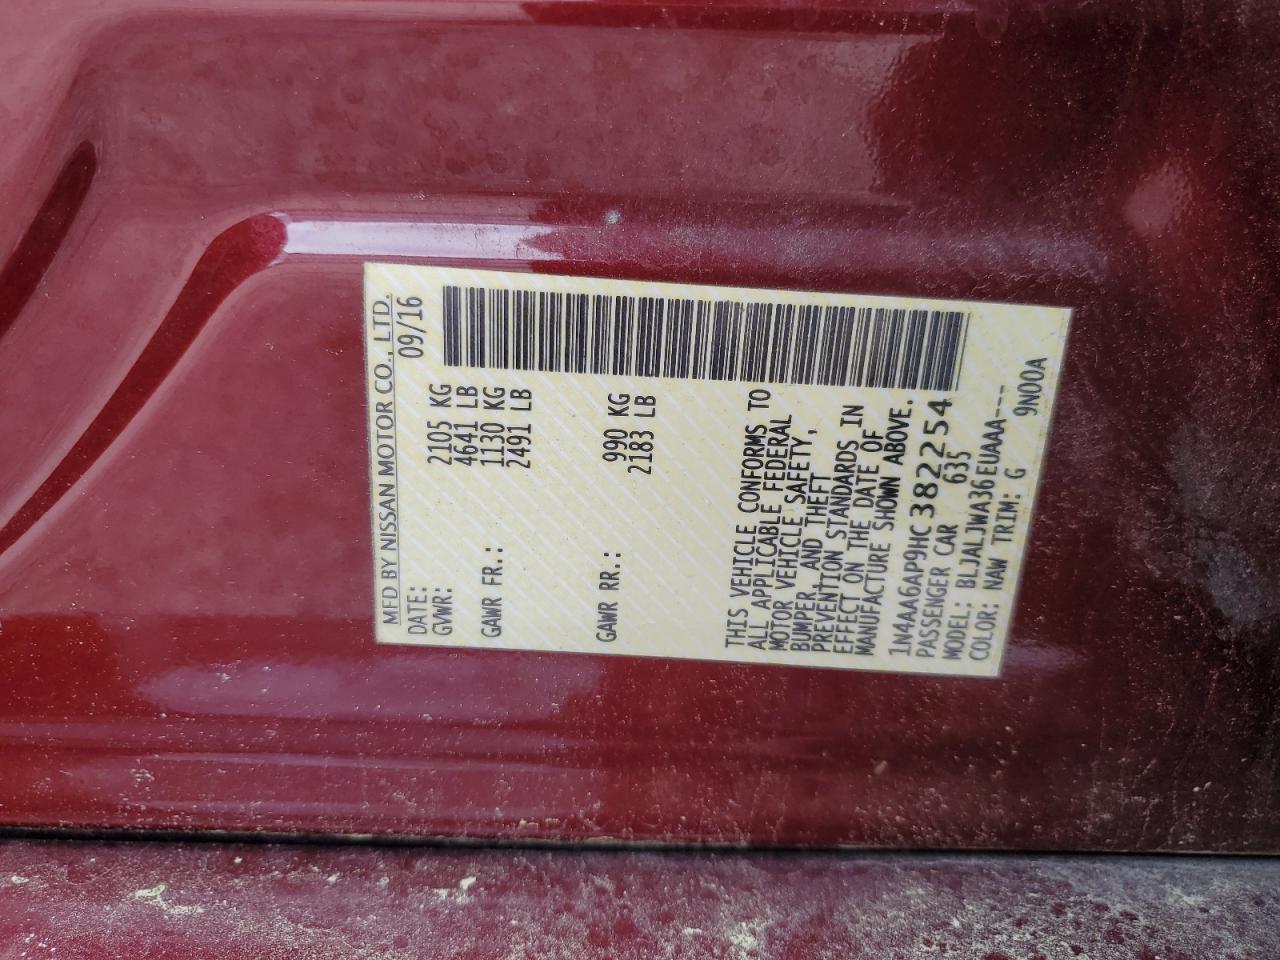 MFD BY NISSAN MOTOR CO., LTD.
DATE: 09/16
GVWR: 2105 KG
4641 LB
GAWR FR.: 1130 KG
2491 LB
GAWR RR.: 990 KG
2183 LB
THIS VEHICLE CONFORMS TO
ALL APPLICABLE FEDERAL
MOTOR VEHICLE SAFETY,
BUMPER, AND THEFT
PREVENTION STANDARDS IN
EFFECT ON THE DATE OF
MANUFACTURE SHOWN ABOVE.
1N4AA6AP9HC382254
PASSENGER CAR 635
MODEL: BLJALJWA36EUAAA---
COLOR: NAW TRIM: G 9N00A